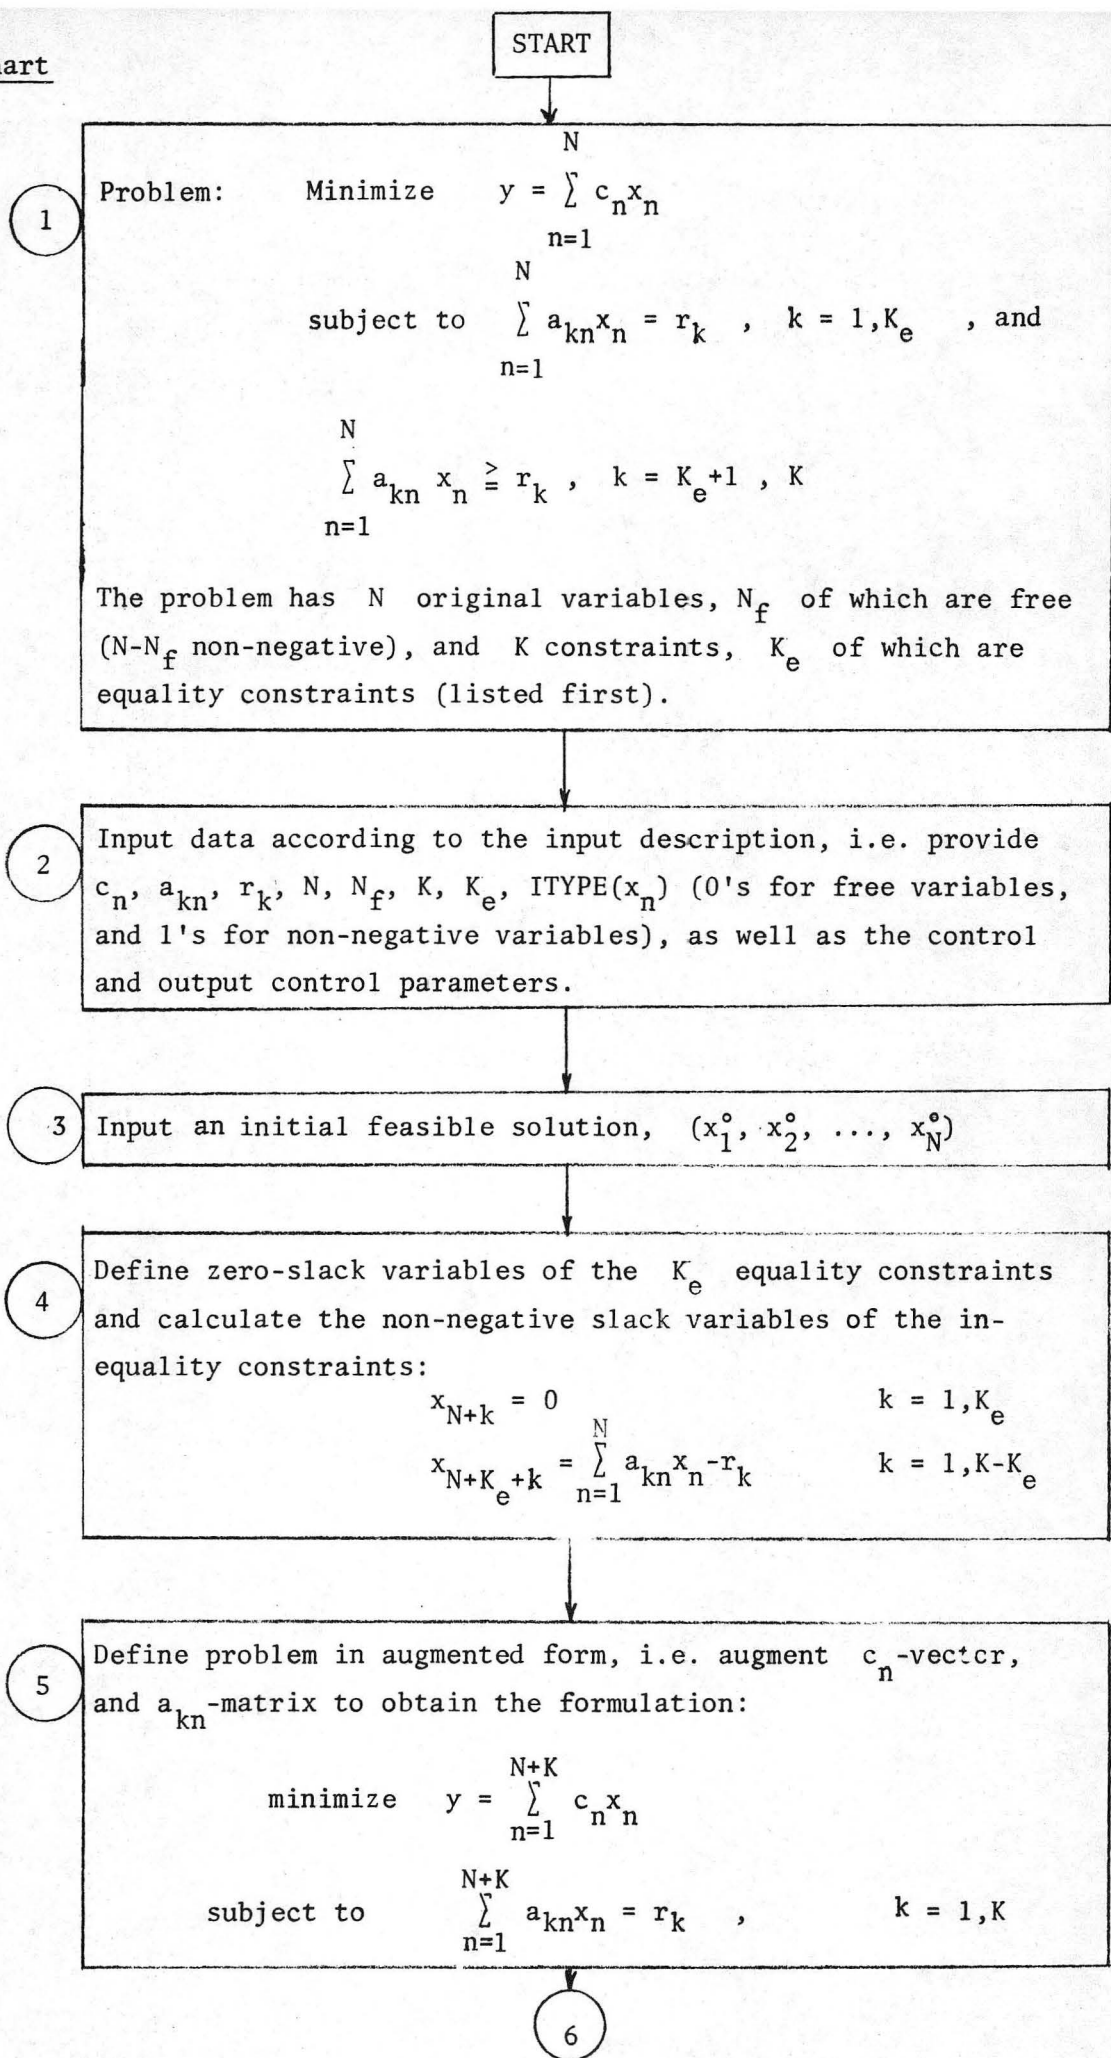 START
art
1
N
Problem: Minimize y = ∑ c_n x_n
n=1
N
subject to ∑ a_kn x_n = r_k , k = 1,K_e , and
n=1
N
∑ a_kn x_n ≧ r_k , k = K_e+1 , K
n=1
The problem has N original variables, N_f of which are free
(N-N_f non-negative), and K constraints, K_e of which are
equality constraints (listed first).
2
Input data according to the input description, i.e. provide
c_n, a_kn, r_k, N, N_f, K, K_e, ITYPE(x_n) (0's for free variables,
and 1's for non-negative variables), as well as the control
and output control parameters.
3
Input an initial feasible solution, (x_1^o, x_2^o, ..., x_N^o)
4
Define zero-slack variables of the K_e equality constraints
and calculate the non-negative slack variables of the in-
equality constraints:
x_N+k = 0 k = 1,K_e
N
x_N+K_e+k = ∑ a_kn x_n-r_k k = 1,K-K_e
n=1
5
Define problem in augmented form, i.e. augment c_n-vector,
and a_kn-matrix to obtain the formulation:
N+K
minimize y = ∑ c_n x_n
n=1
N+K
subject to ∑ a_kn x_n = r_k , k = 1,K
n=1
6